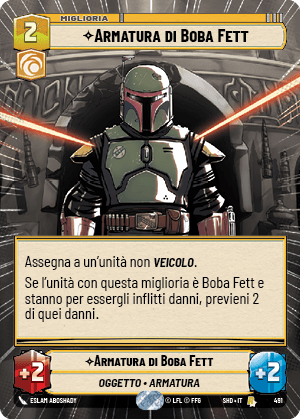 MIGLIORIA
2
✧ARMATURA DI BOBA FETT
Assegna a un'unità non VEICOLO.
Se l'unità con questa miglioria è Boba Fett e
stanno per essergli inflitti danni, previeni 2
di quei danni.
✧ARMATURA DI BOBA FETT
+2
OGGETTO • ARMATURA
+2
ESLAM ABOSHADY
© LFL © FFG
SHD • IT
491